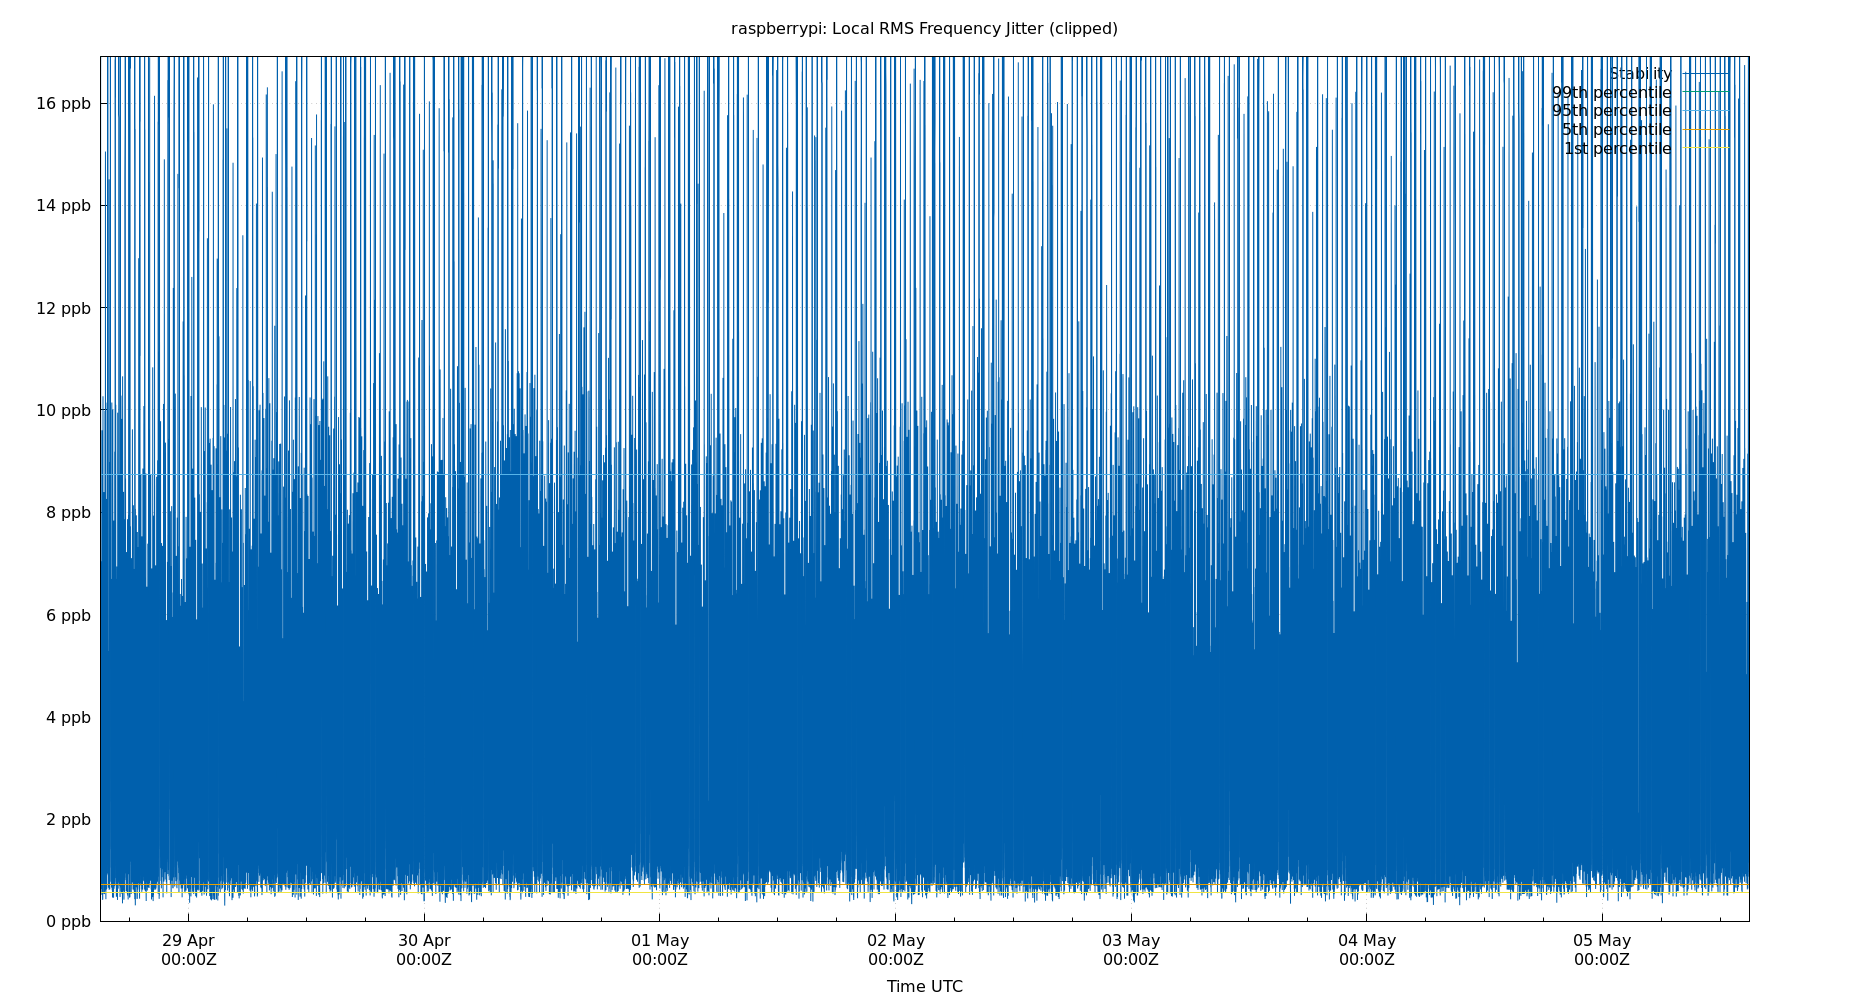 raspberrypi: Local RMS Frequency Jitter (clipped)
Stability
99th percentile
95th percentile
5th percentile
1st percentile
16 ppb
14 ppb
12 ppb
10 ppb
8 ppb
6 ppb
4 ppb
2 ppb
0 ppb
29 Apr 30 Apr 01 May 02 May 03 May 04 May 05 May
00:00Z 00:00Z 00:00Z 00:00Z 00:00Z 00:00Z 00:00Z
Time UTC